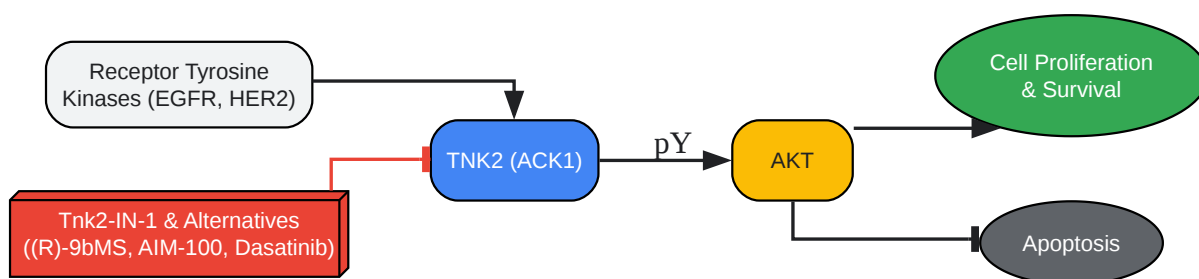 Receptor Tyrosine
Kinases (EGFR, HER2)
Tnk2-IN-1 & Alternatives
((R)-9bMS, AIM-100, Dasatinib)
TNK2 (ACK1)
pY
AKT
Cell Proliferation
& Survival
Apoptosis